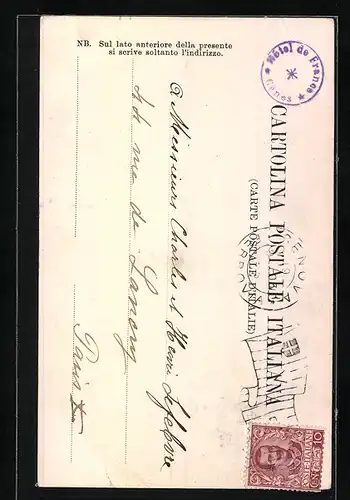 CARTOLINA POSTALE ITALIANA
(CARTE POSTALE D'ITALIE)
NB. Sul lato anteriore della presente
si scrive soltanto l'indirizzo.
Hôtel de France
* Gênes *
GENOVA
A Messieurs Charles et Henri Lefebvre
rue de Lancry
Paris X